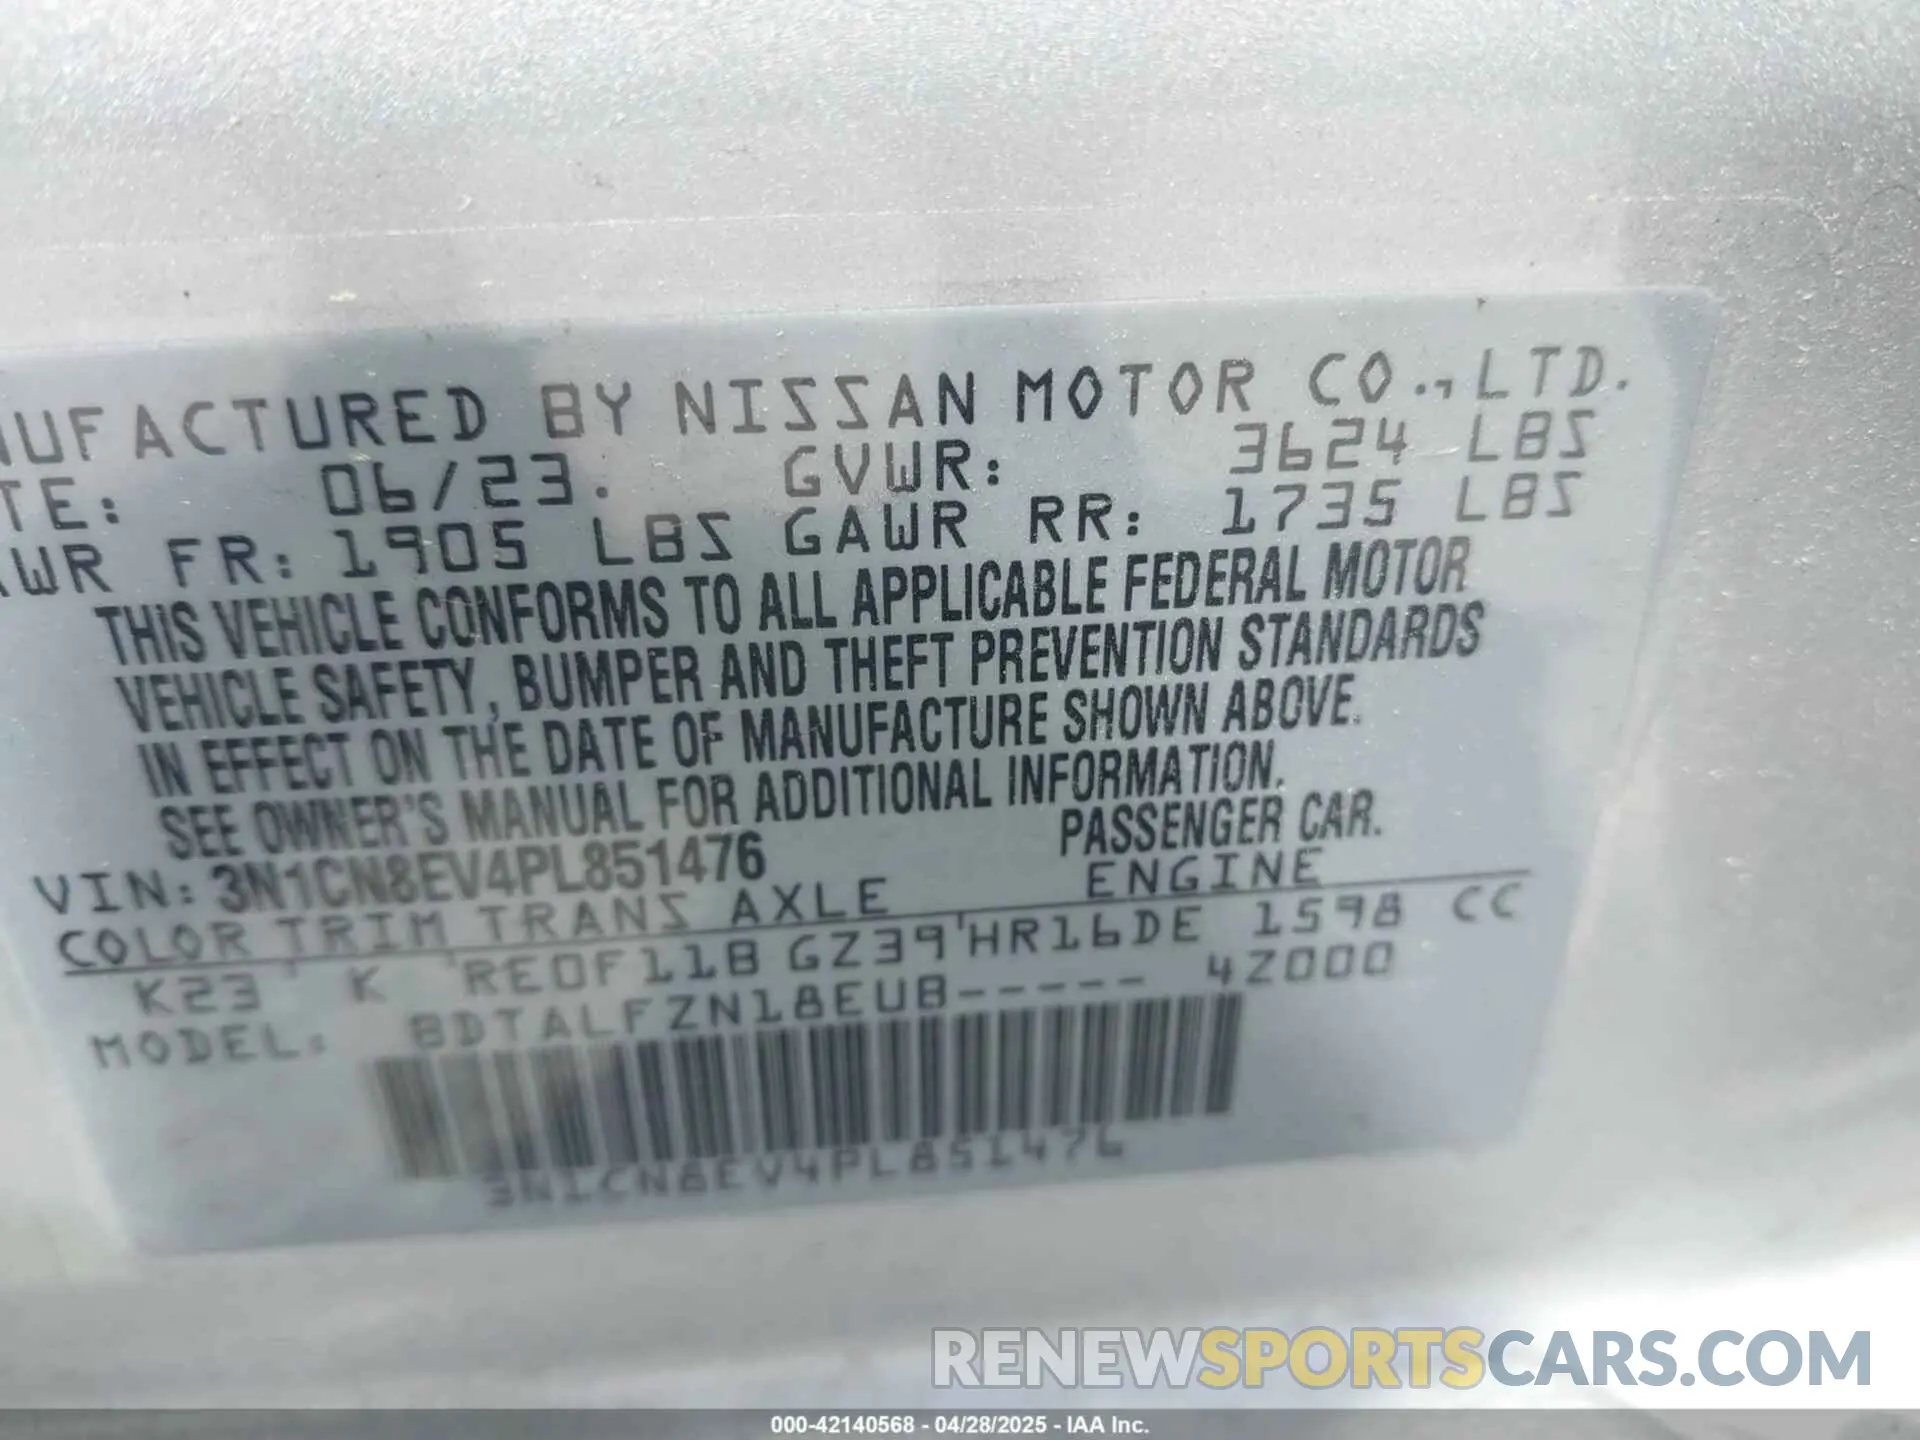 NUFACTURED BY NISSAN MOTOR CO., LTD.
TE: 06/23. GVWR: 3624 LBS
WR FR: 1905 LBS GAWR RR: 1735 LBS
THIS VEHICLE CONFORMS TO ALL APPLICABLE FEDERAL MOTOR
VEHICLE SAFETY, BUMPER AND THEFT PREVENTION STANDARDS
IN EFFECT ON THE DATE OF MANUFACTURE SHOWN ABOVE.
SEE OWNER'S MANUAL FOR ADDITIONAL INFORMATION.
VIN: 3N1CN8EV4PL851476 PASSENGER CAR.
COLOR TRIM TRANS AXLE ENGINE
K23 K RE0F11B GZ39 HR16DE 1598 CC
MODEL: BDTALFZN18EUB----- 4Z000
3N1CN8EV4PL851476
RENEWSPORTSCARS.COM
000-42140568 - 04/28/2025 - IAA Inc.